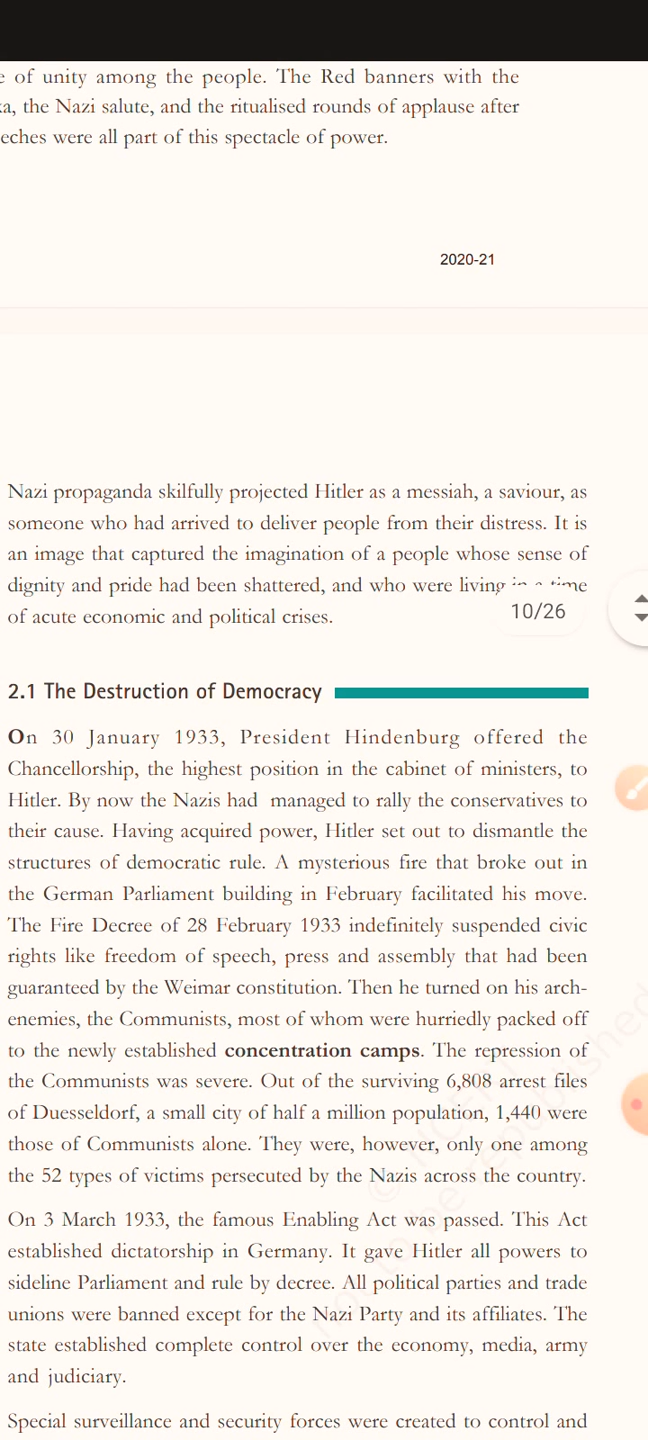 e of unity among the people. The Red banners with the
ka, the Nazi salute, and the ritualised rounds of applause after
eches were all part of this spectacle of power.
2020-21
Nazi propaganda skilfully projected Hitler as a messiah, a saviour, as
someone who had arrived to deliver people from their distress. It is
an image that captured the imagination of a people whose sense of
dignity and pride had been shattered, and who were living in a time
10/26
of acute economic and political crises.
2.1 The Destruction of Democracy
On 30 January 1933, President Hindenburg offered the
Chancellorship, the highest position in the cabinet of ministers, to
Hitler. By now the Nazis had managed to rally the conservatives to
their cause. Having acquired power, Hitler set out to dismantle the
structures of democratic rule. A mysterious fire that broke out in
the German Parliament building in February facilitated his move.
The Fire Decree of 28 February 1933 indefinitely suspended civic
rights like freedom of speech, press and assembly that had been
guaranteed by the Weimar constitution. Then he turned on his arch-
enemies, the Communists, most of whom were hurriedly packed off
to the newly established concentration camps. The repression of
the Communists was severe. Out of the surviving 6,808 arrest files
of Duesseldorf, a small city of half a million population, 1,440 were
those of Communists alone. They were, however, only one among
the 52 types of victims persecuted by the Nazis across the country.
On 3 March 1933, the famous Enabling Act was passed. This Act
established dictatorship in Germany. It gave Hitler all powers to
sideline Parliament and rule by decree. All political parties and trade
unions were banned except for the Nazi Party and its affiliates. The
state established complete control over the economy, media, army
and judiciary.
Special surveillance and security forces were created to control and